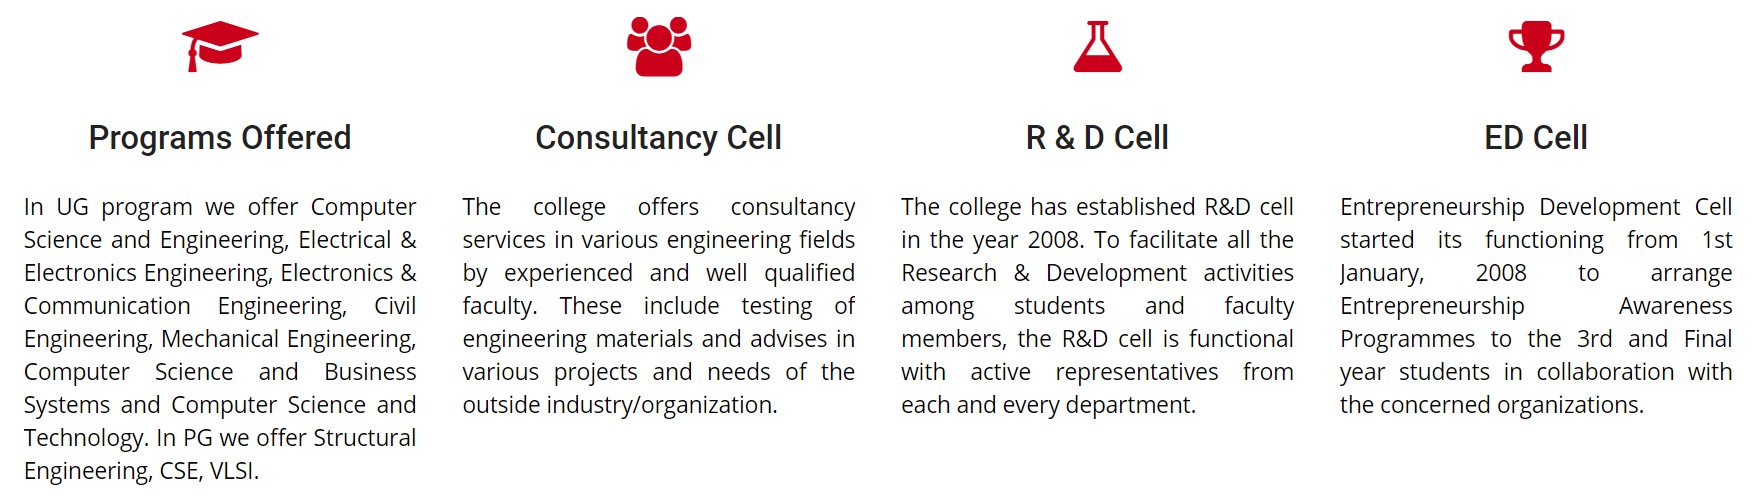 Programs Offered
In UG program we offer Computer
Science and Engineering, Electrical &
Electronics Engineering, Electronics &
Communication Engineering, Civil
Engineering, Mechanical Engineering,
Computer Science and Business
Systems and Computer Science and
Technology. In PG we offer Structural
Engineering, CSE, VLSI.
Consultancy Cell
The college offers consultancy
services in various engineering fields
by experienced and well qualified
faculty. These include testing of
engineering materials and advises in
various projects and needs of the
outside industry/organization.
R & D Cell
The college has established R&D cell
in the year 2008. To facilitate all the
Research & Development activities
among students and faculty
members, the R&D cell is functional
with active representatives from
each and every department.
ED Cell
Entrepreneurship Development Cell
started its functioning from 1st
January, 2008 to arrange
Entrepreneurship Awareness
Programmes to the 3rd and Final
year students in collaboration with
the concerned organizations.